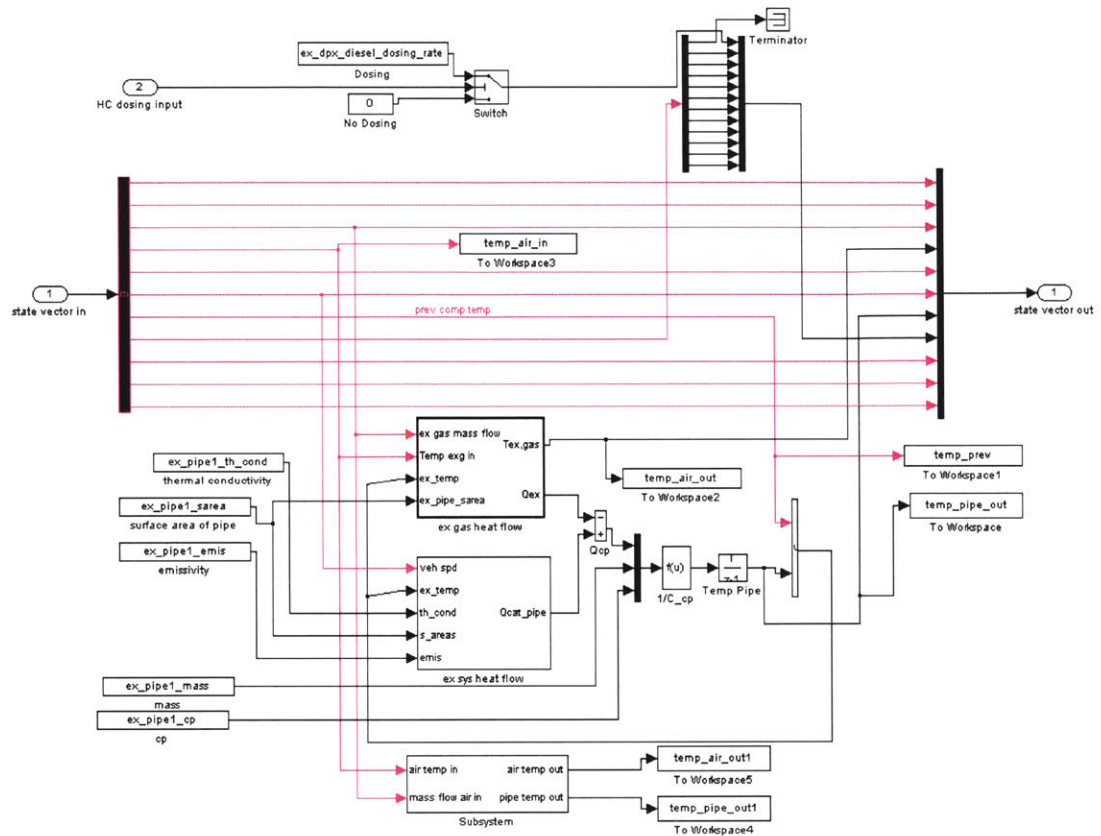 Terminator
ex_dpx_diesel_dosing_rate
Dosing
2
HC dosing input
0
No Dosing
Switch
temp_air_in
To Workspace3
1
state vector in
prev comp temp
1
state vector out
ex gas mass flow
Tex,gas
Temp exg in
ex_temp
Qex
ex_pipe_sarea
ex gas heat flow
ex_pipe1_th_cond
thermal conductivity
ex_pipe1_sarea
surface area of pipe
ex_pipe1_emis
emissivity
temp_air_out
To Workspace2
temp_prev
To Workspace1
temp_pipe_out
To Workspace
-
+
Qcp
f(u)
1/C_cp
T
z-1
Temp Pipe
veh spd
ex_temp
th_cond
Qcat_pipe
s_areas
emis
ex sys heat flow
ex_pipe1_mass
mass
ex_pipe1_cp
cp
air temp in
air temp out
mass flow air in
pipe temp out
Subsystem
temp_air_out1
To Workspace5
temp_pipe_out1
To Workspace4